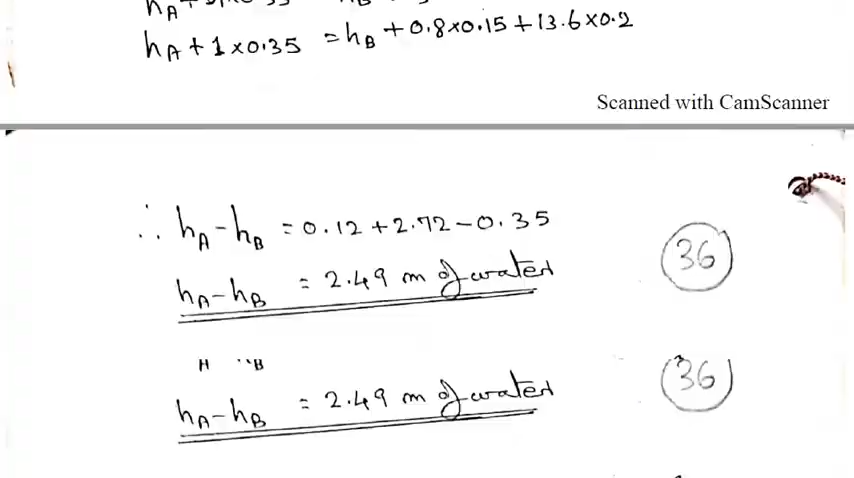 hA + 1×0.35 = hB + 0.8×0.15 + 13.6×0.2
Scanned with CamScanner
∴ hA - hB = 0.12 + 2.72 - 0.35
hA - hB = 2.49 m of water
36
hA - hB = 2.49 m of water
36